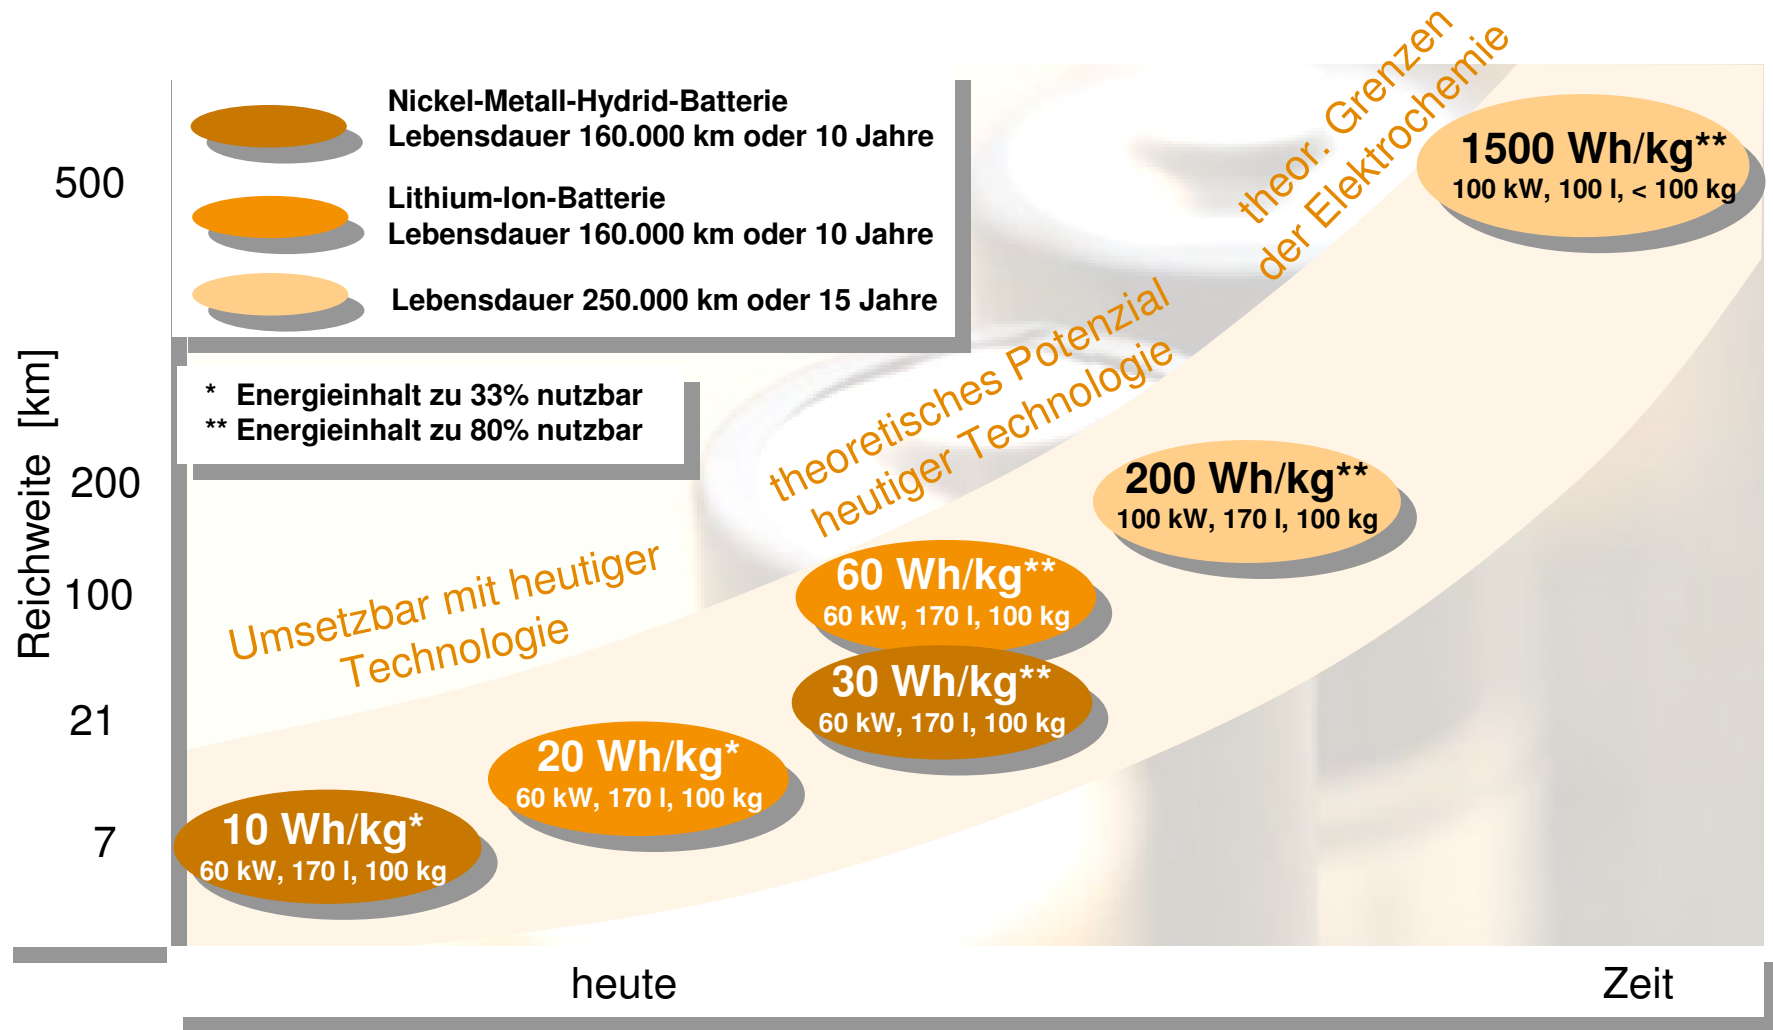 Nickel-Metall-Hydrid-Batterie
Lebensdauer 160.000 km oder 10 Jahre
Lithium-Ion-Batterie
Lebensdauer 160.000 km oder 10 Jahre
Lebensdauer 250.000 km oder 15 Jahre
* Energieinhalt zu 33% nutzbar
** Energieinhalt zu 80% nutzbar
Reichweite [km]
500
200
100
21
7
Umsetzbar mit heutiger
Technologie
theoretisches Potenzial
heutiger Technologie
theor. Grenzen
der Elektrochemie
1500 Wh/kg**
100 kW, 100 l, < 100 kg
200 Wh/kg**
100 kW, 170 l, 100 kg
60 Wh/kg**
60 kW, 170 l, 100 kg
30 Wh/kg**
60 kW, 170 l, 100 kg
20 Wh/kg*
60 kW, 170 l, 100 kg
10 Wh/kg*
60 kW, 170 l, 100 kg
heute
Zeit